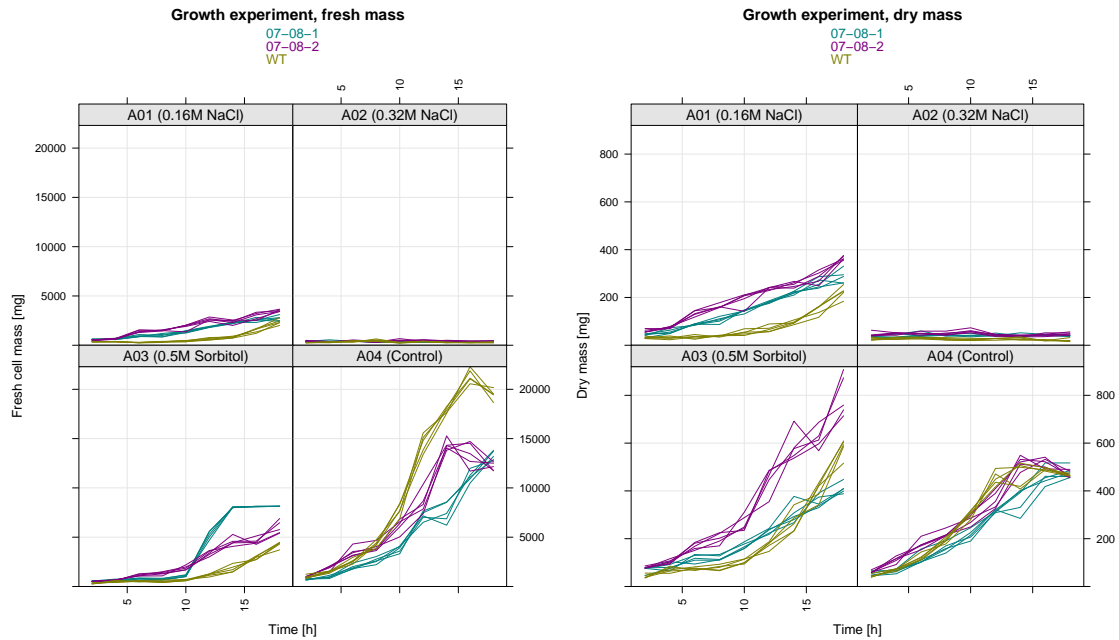 Growth experiment, fresh mass
07−08−1
07−08−2
WT
5 10 15
A01 (0.16M NaCl) A02 (0.32M NaCl)
20000
15000
10000
5000
A03 (0.5M Sorbitol) A04 (Control)
20000
15000
10000
5000
5 10 15
Fresh cell mass [mg]
Time [h]
Growth experiment, dry mass
07−08−1
07−08−2
WT
5 10 15
A01 (0.16M NaCl) A02 (0.32M NaCl)
800
600
400
200
A03 (0.5M Sorbitol) A04 (Control)
800
600
400
200
5 10 15
Dry mass [mg]
Time [h]